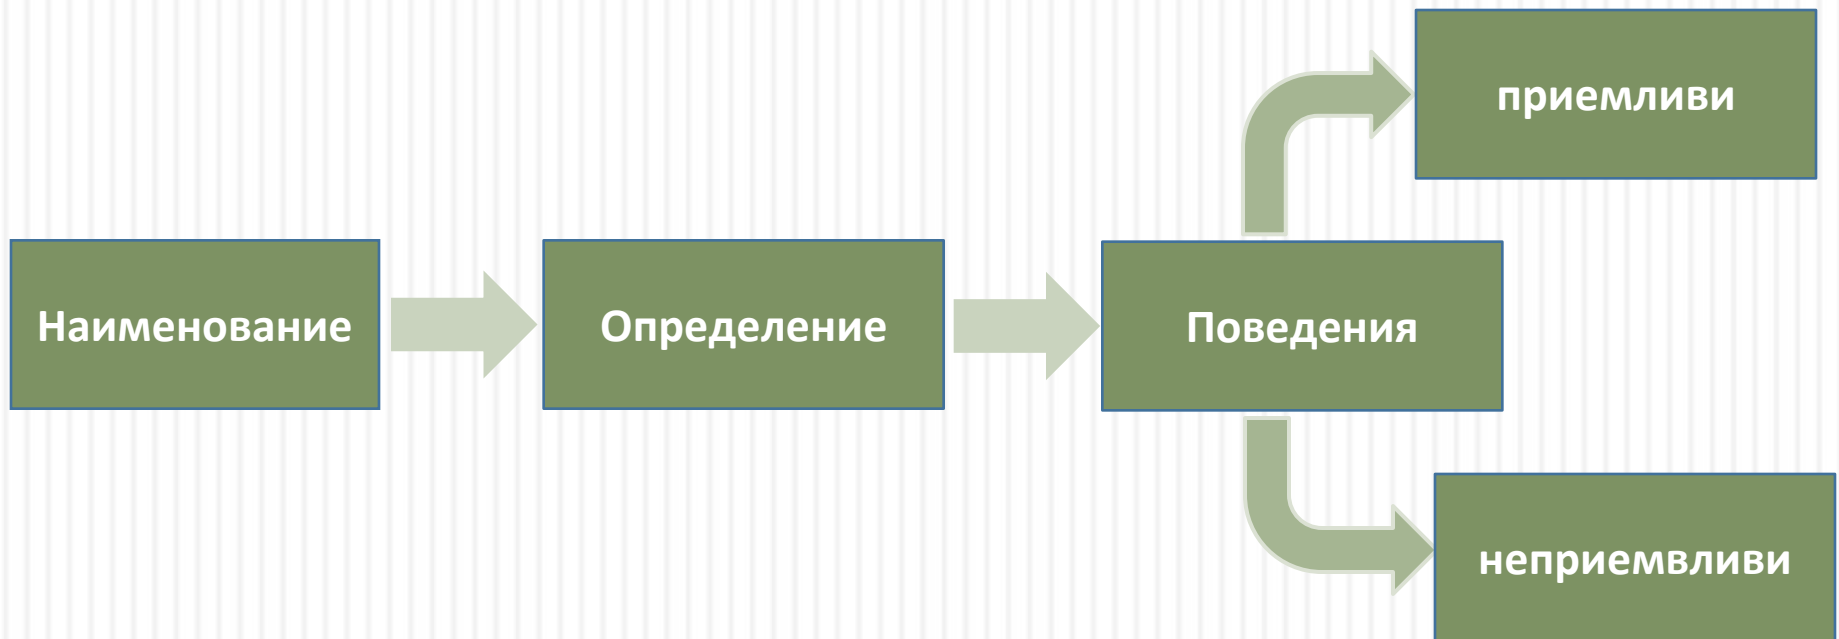 приемливи
Наименование
Определение
Поведения
неприемвливи